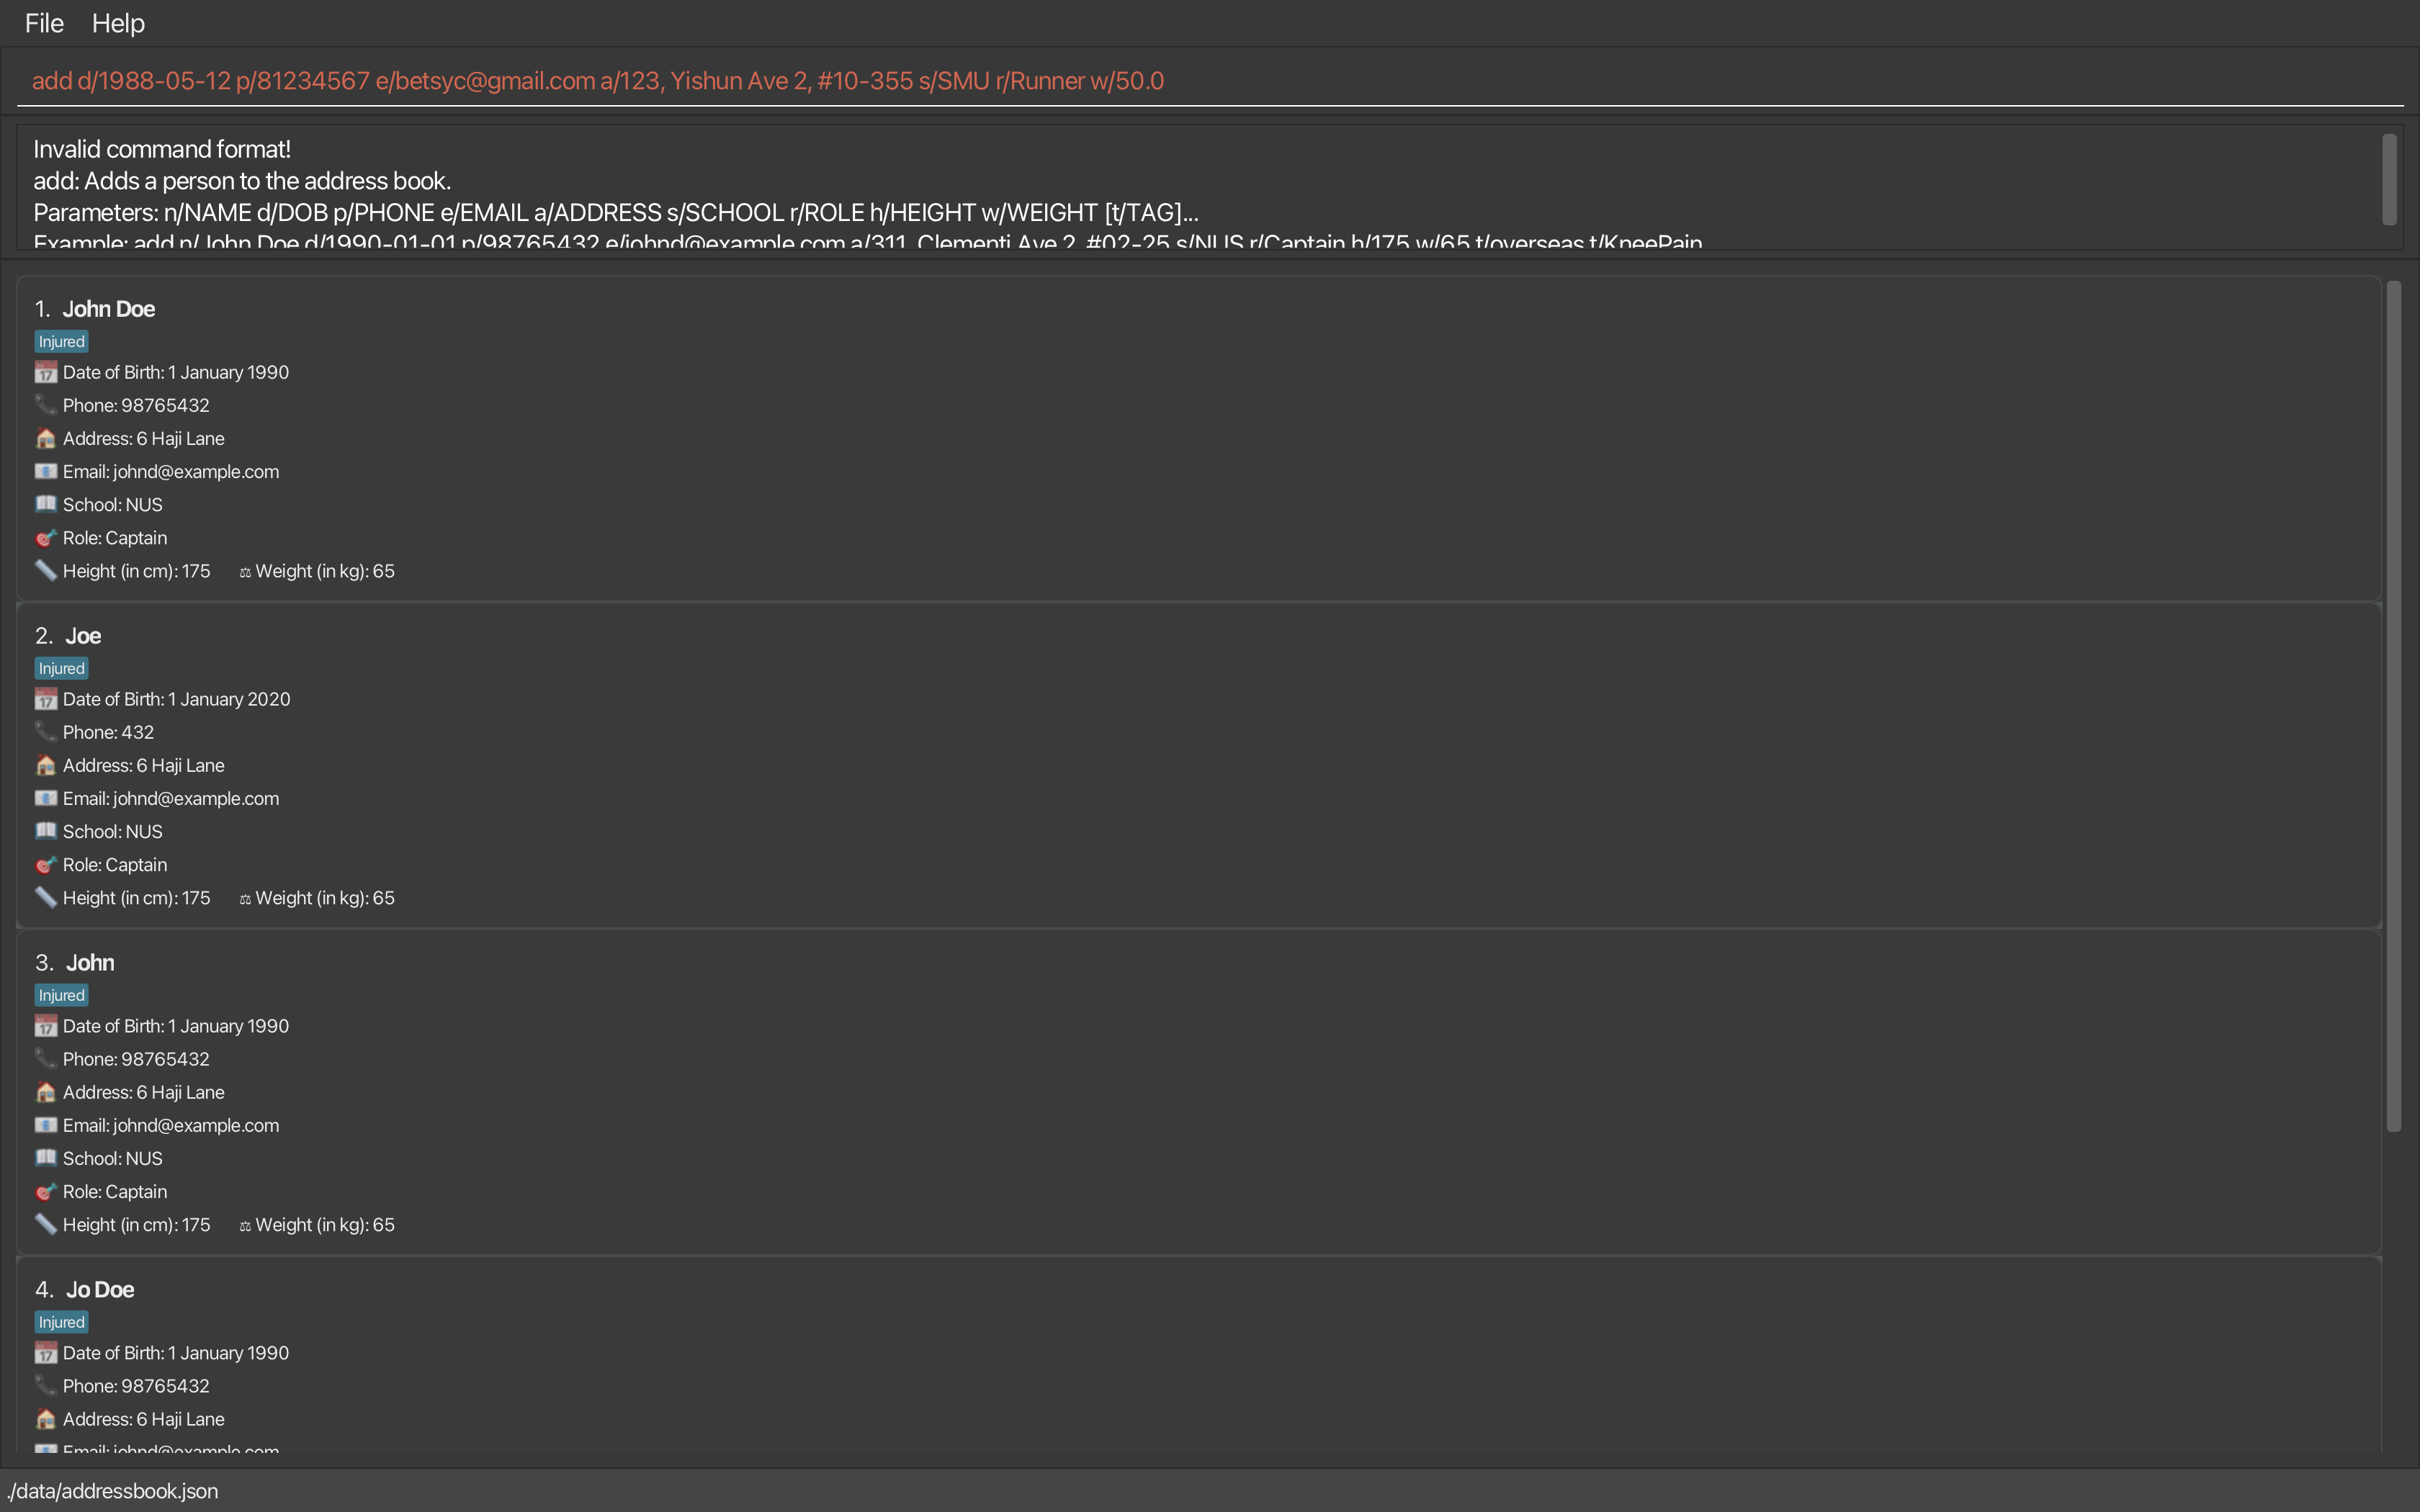 File Help
add d/1988-05-12 p/81234567 e/betsyc@gmail.com a/123, Yishun Ave 2, #10-355 s/SMU r/Runner w/50.0
Invalid command format!
add: Adds a person to the address book.
Parameters: n/NAME d/DOB p/PHONE e/EMAIL a/ADDRESS s/SCHOOL r/ROLE h/HEIGHT w/WEIGHT [t/TAG]...
Example: add n/ John Doe d/1990-01-01 p/98765432 e/johnd@example.com a/311, Clementi Ave 2, #02-25 s/NUS r/Captain h/175 w/65 t/overseas t/KneePain
1. John Doe
Injured
17 Date of Birth: 1 January 1990
Phone: 98765432
Address: 6 Haji Lane
Email: johnd@example.com
School: NUS
Role: Captain
Height (in cm): 175 Weight (in kg): 65
2. Joe
Injured
17 Date of Birth: 1 January 2020
Phone: 432
Address: 6 Haji Lane
Email: johnd@example.com
School: NUS
Role: Captain
Height (in cm): 175 Weight (in kg): 65
3. John
Injured
17 Date of Birth: 1 January 1990
Phone: 98765432
Address: 6 Haji Lane
Email: johnd@example.com
School: NUS
Role: Captain
Height (in cm): 175 Weight (in kg): 65
4. Jo Doe
Injured
17 Date of Birth: 1 January 1990
Phone: 98765432
Address: 6 Haji Lane
Email: johnd@example.com
./data/addressbook.json